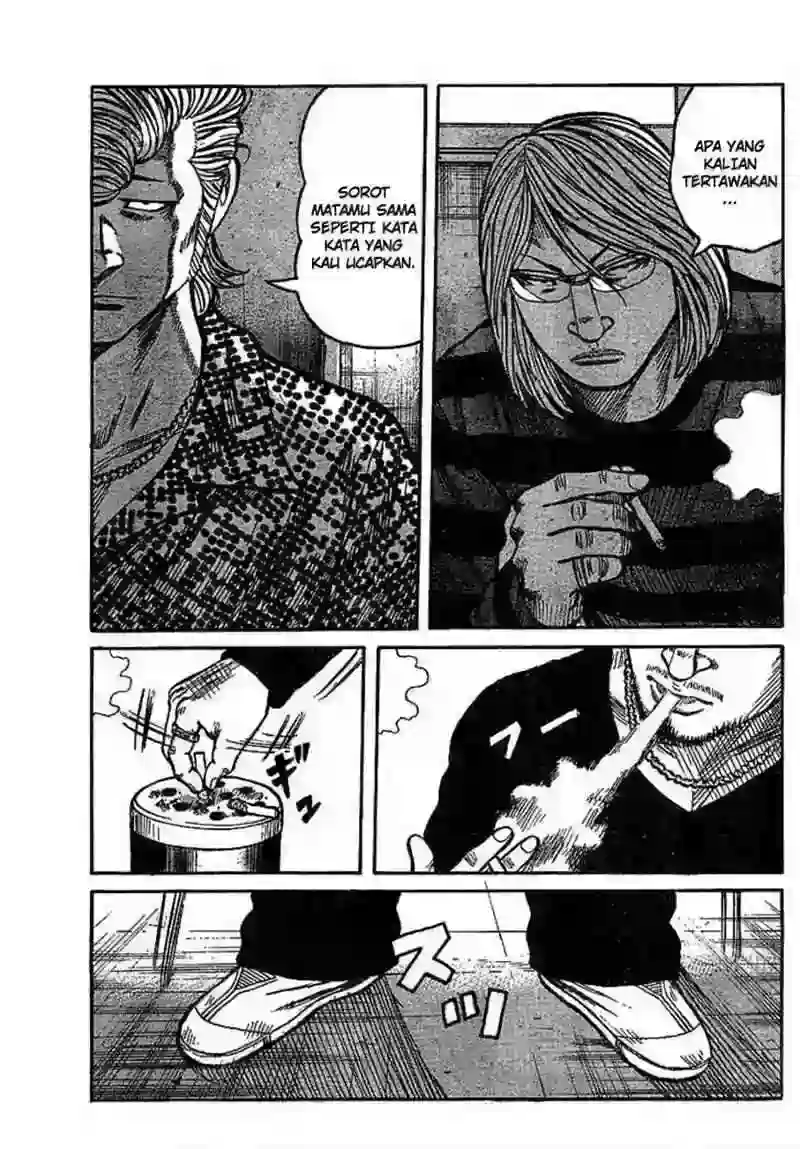 APA YANG
KALIAN
TERTAWAKAN
...
SOROT
MATAMU SAMA
SEPERTI KATA
KATA YANG
KAU UCAPKAN.
フー
ギュ
スッ